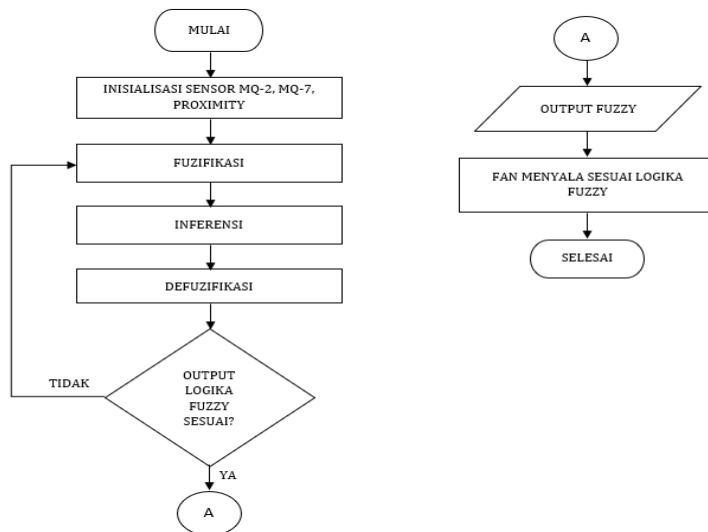 MULAI
INISIALISASI SENSOR MQ-2, MQ-7,
PROXIMITY
FUZIFIKASI
INFERENSI
DEFUZIFIKASI
OUTPUT
LOGIKA
FUZZY
SESUAI?
TIDAK
YA
A
A
OUTPUT FUZZY
FAN MENYALA SESUAI LOGIKA
FUZZY
SELESAI